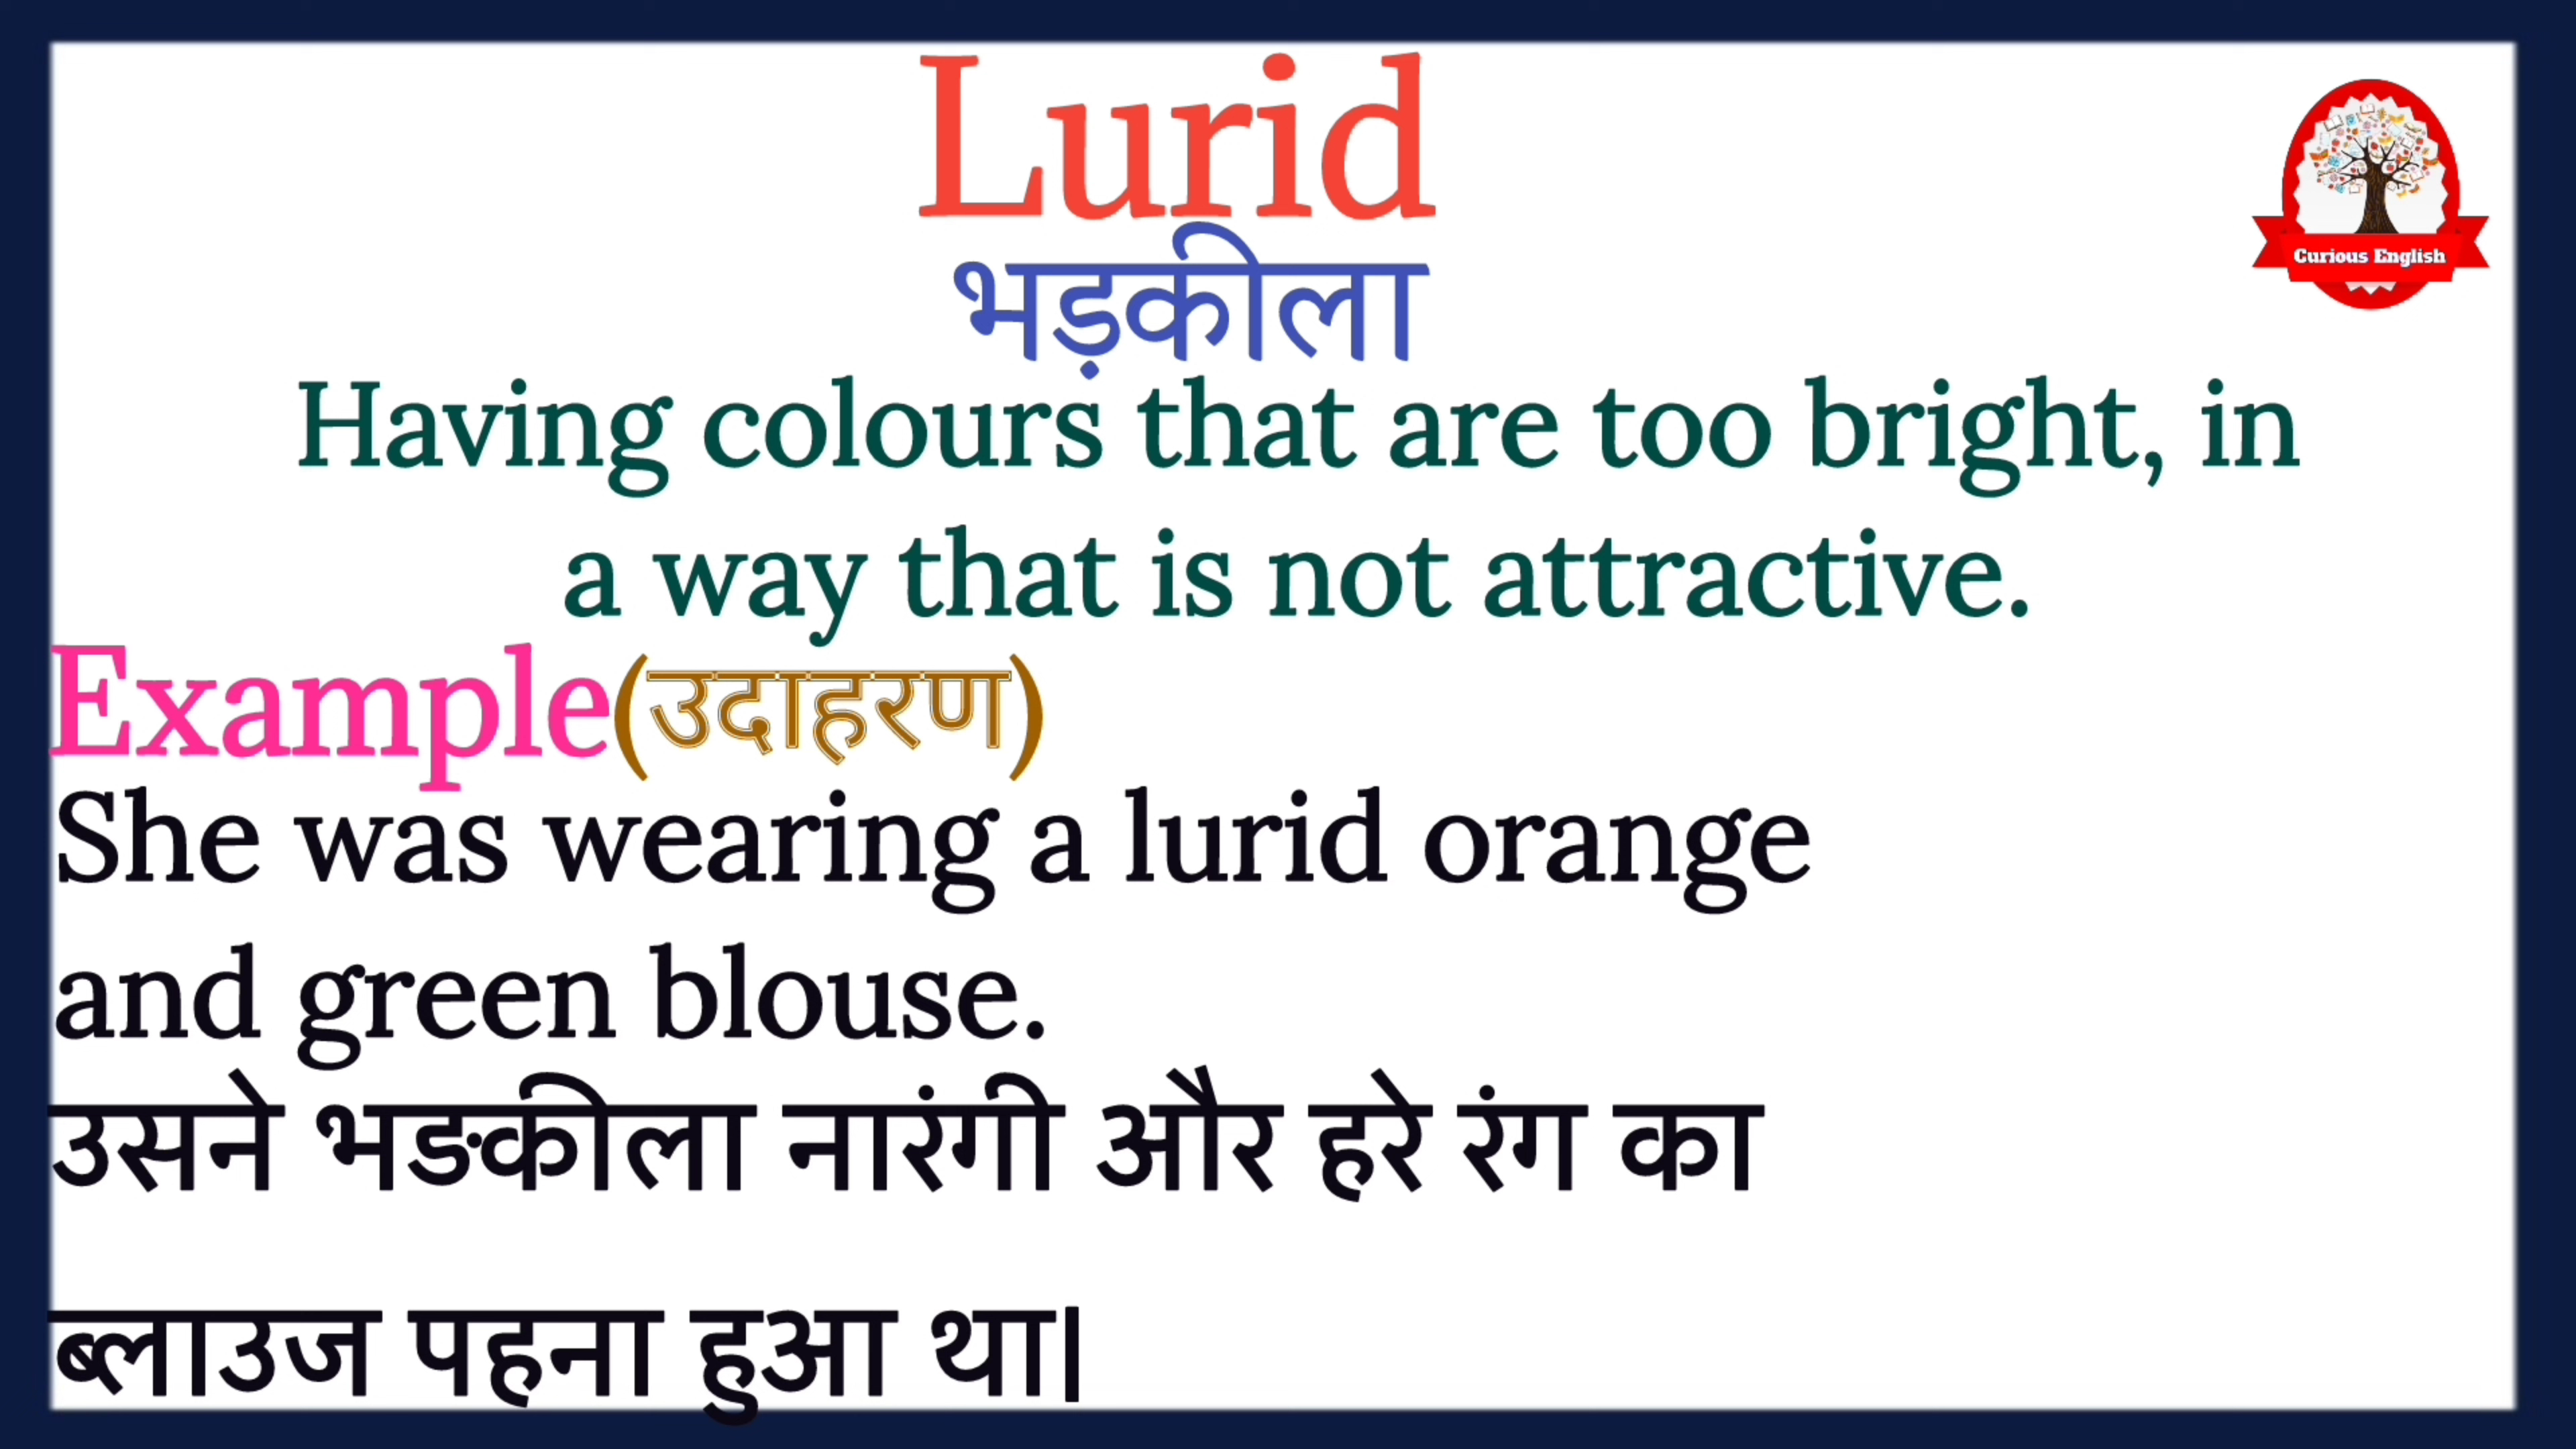 Lurid
भड़कीला
Curious English
Having colours that are too bright, in
a way that is not attractive.
Example(उदाहरण)
She was wearing a lurid orange
and green blouse.
उसने भङकीला नारंगी और हरे रंग का
ब्लाउज पहना हुआ था।